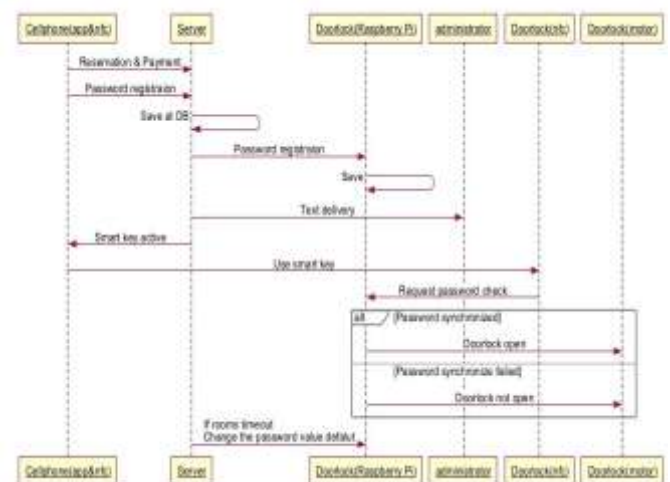 Cellphone(app&nfc) Server Doorlock(Raspberry Pi) administrator Doorlock(nfc) Doorlock(motor)
Reservation & Payment
Password registraion
Save at DB
Password registraion
Save
Text delivery
Smart key active
Use smart key
Request password check
alt [Password synchronized]
Doorlock open
[Password synchronize failed]
Doorlock not open
If rooms timeout
Change the password value defalut
Cellphone(app&nfc) Server Doorlock(Raspberry Pi) administrator Doorlock(nfc) Doorlock(motor)